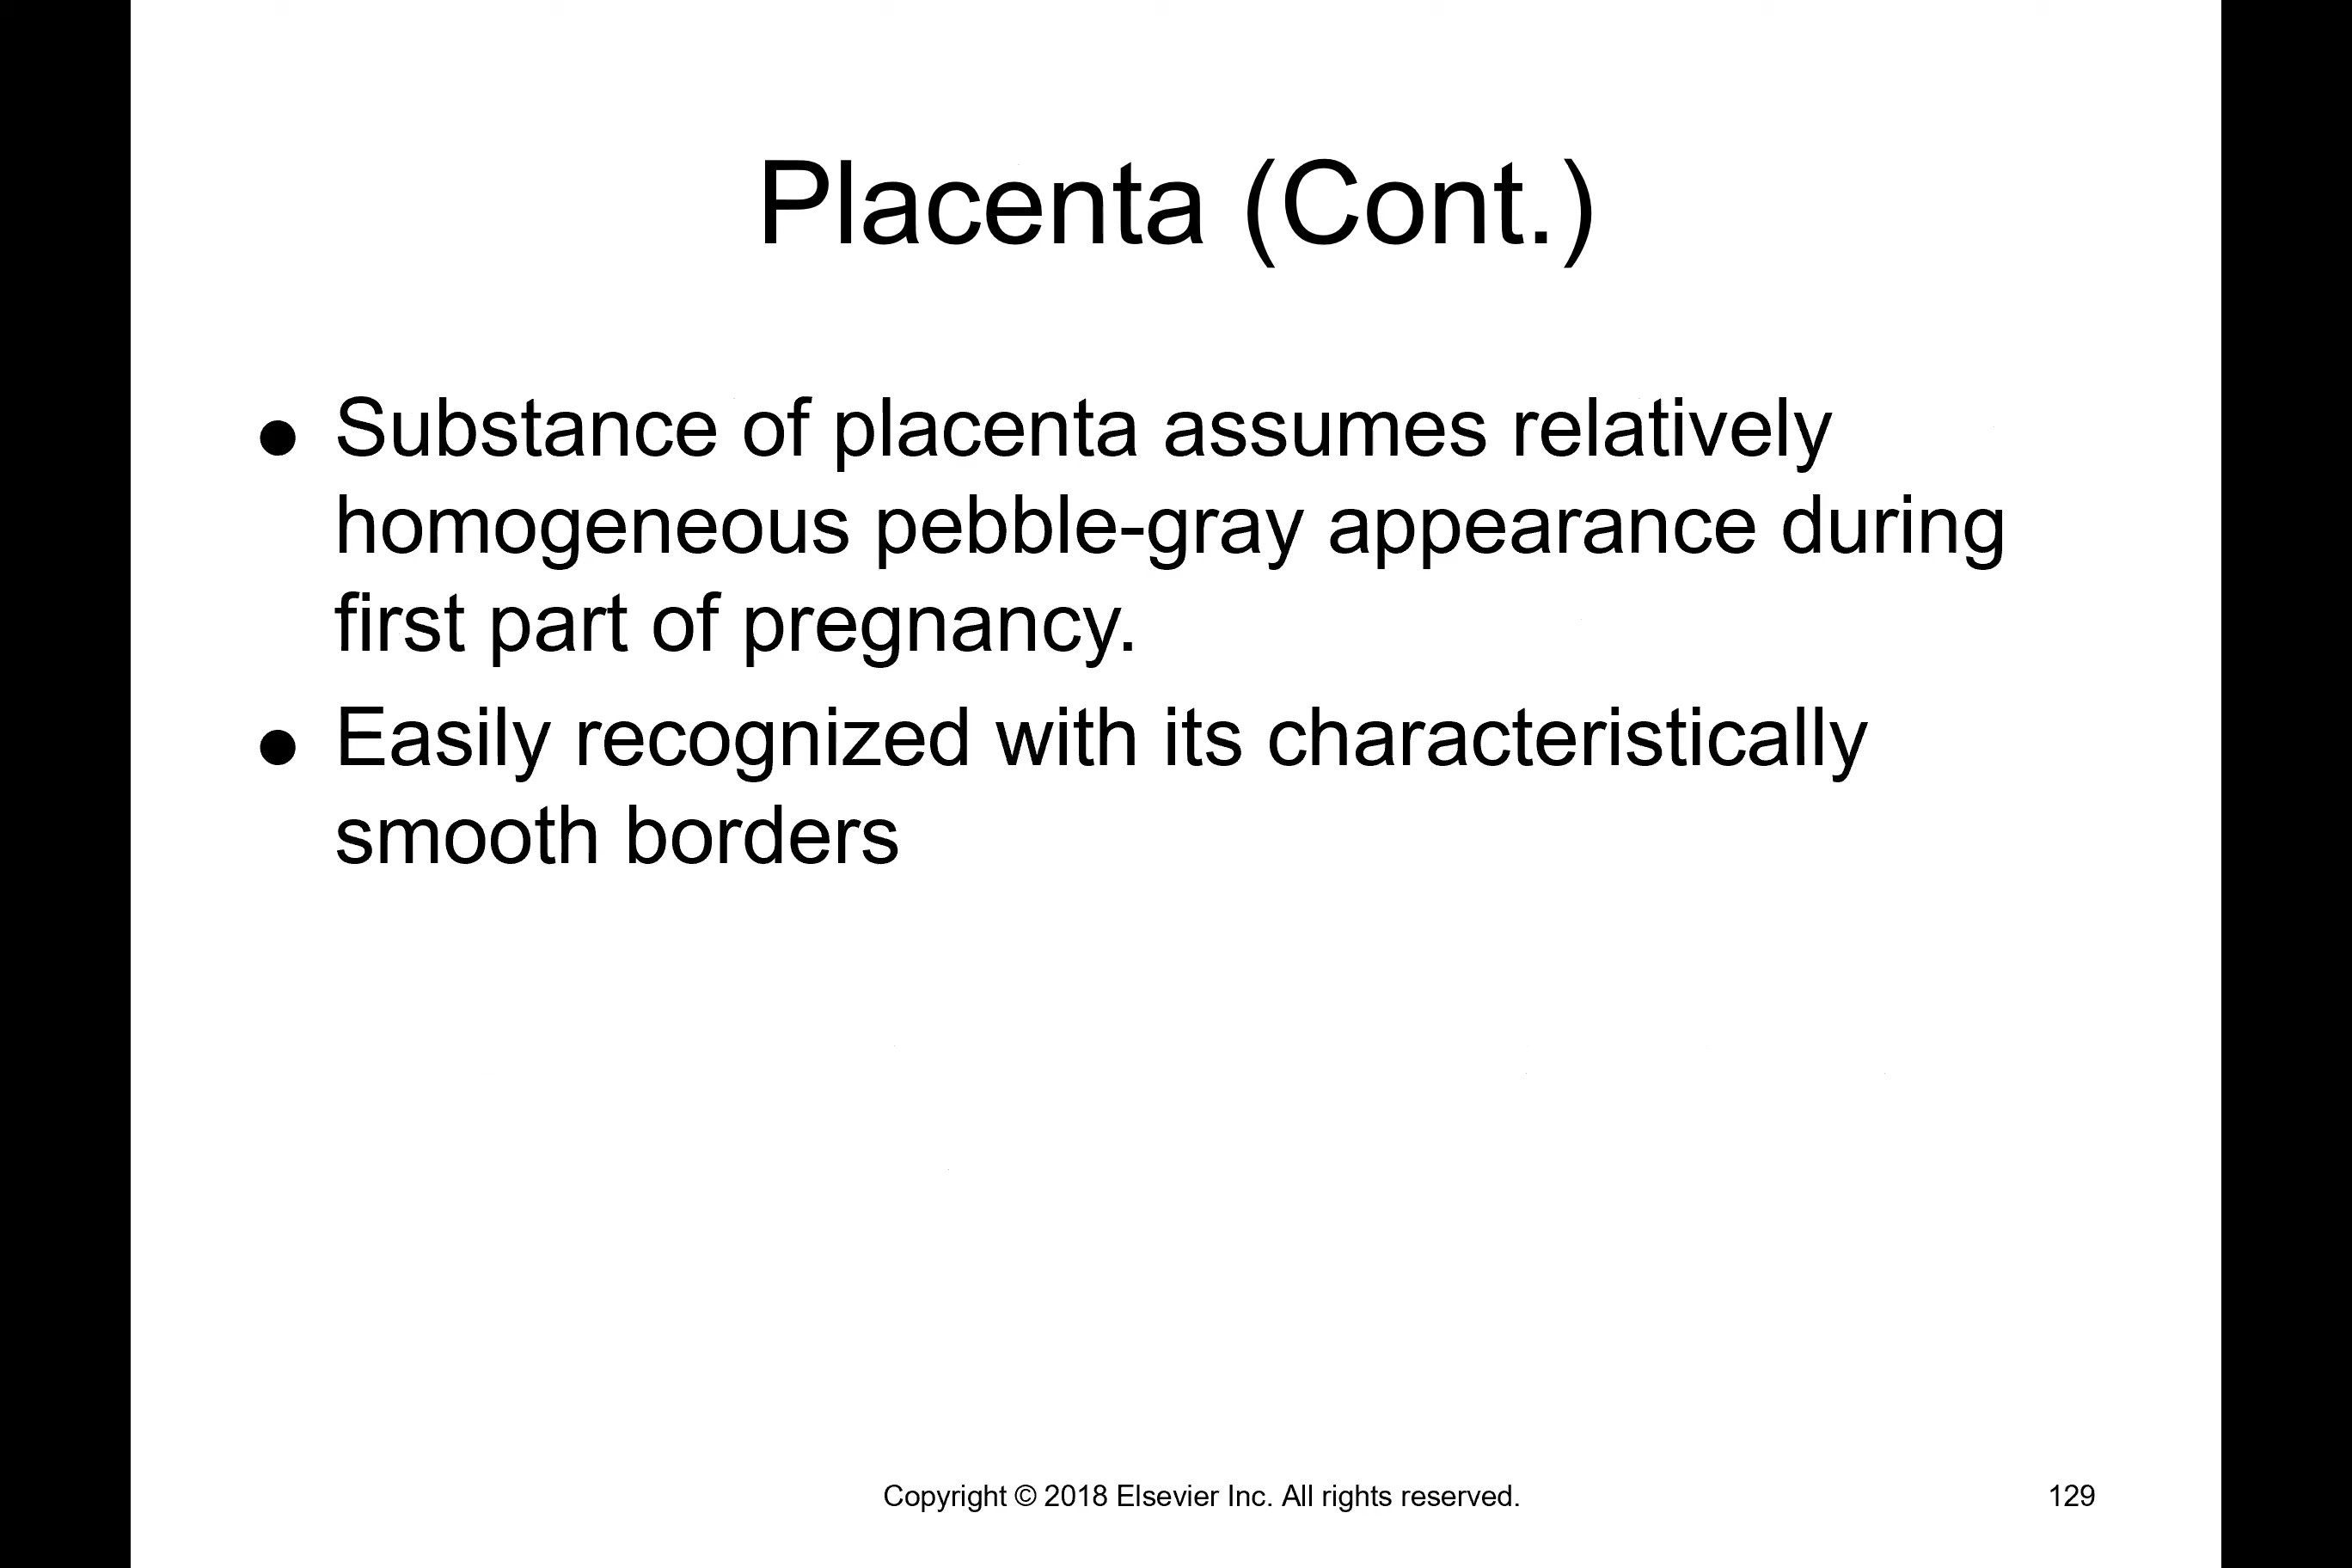 Placenta (Cont.)
● Substance of placenta assumes relatively
homogeneous pebble-gray appearance during
first part of pregnancy.
● Easily recognized with its characteristically
smooth borders
Copyright © 2018 Elsevier Inc. All rights reserved.
129